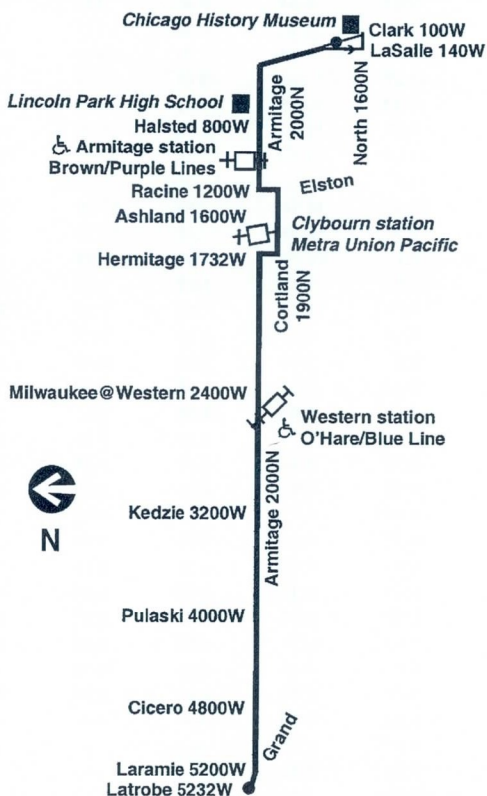 Chicago History Museum
Clark 100W
LaSalle 140W
Lincoln Park High School
Halsted 800W
Armitage
2000N
North 1600N
Armitage station
Brown/Purple Lines
Racine 1200W
Elston
Ashland 1600W
Clybourn station
Metra Union Pacific
Hermitage 1732W
Cortland
1900N
Milwaukee@Western 2400W
Western station
O'Hare/Blue Line
N
Armitage 2000N
Kedzie 3200W
Pulaski 4000W
Cicero 4800W
Grand
Laramie 5200W
Latrobe 5232W